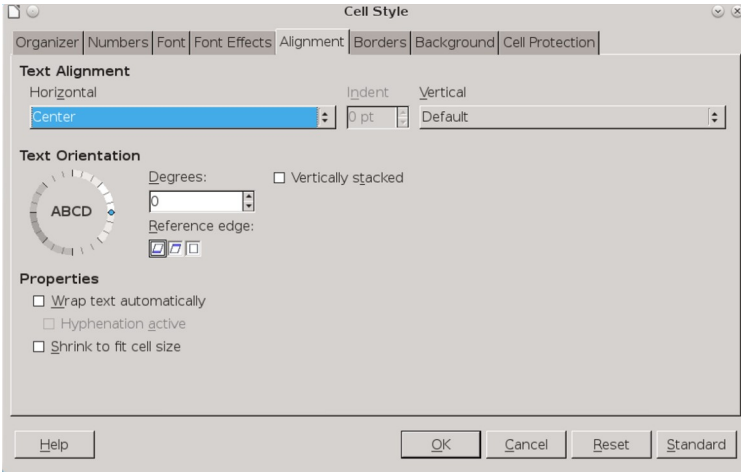 Cell Style
Organizer Numbers Font Font Effects Alignment Borders Background Cell Protection
Text Alignment
Horizontal Indent Vertical
Center 0 pt Default
Text Orientation
Degrees: Vertically stacked
0
ABCD
Reference edge:
Properties
Wrap text automatically
Hyphenation active
Shrink to fit cell size
Help OK Cancel Reset Standard